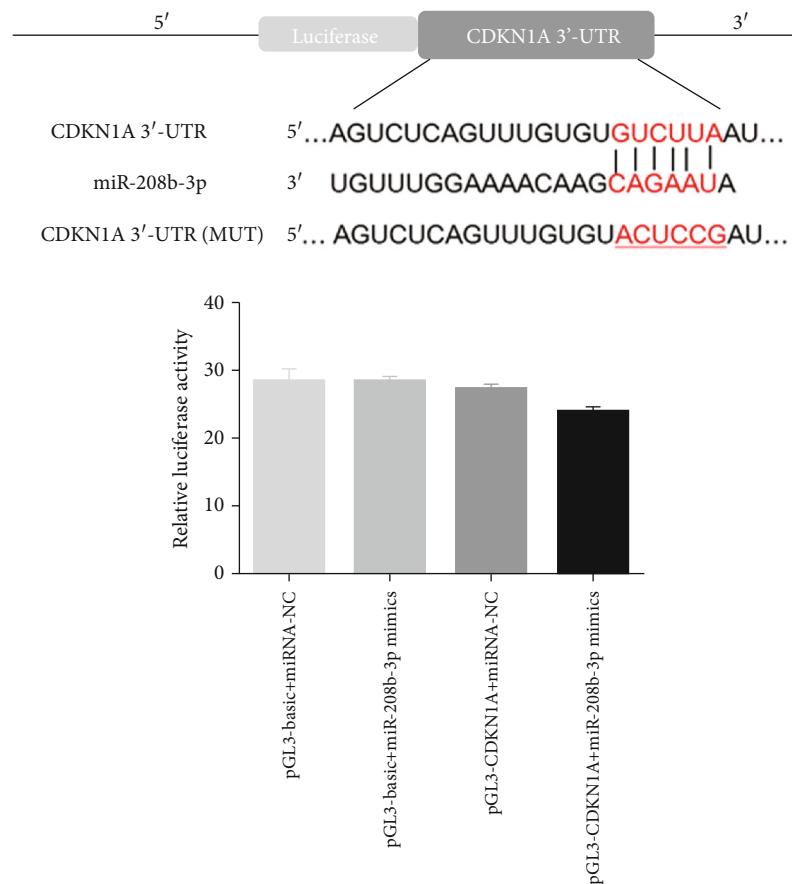 5′ 3′
Luciferase CDKN1A 3′-UTR
CDKN1A 3′-UTR 5′…AGUCUCAGUUUGUGUGUCUUAAU…
miR-208b-3p 3′ UGUUUGGAAAACAAGCAGAAUA
CDKN1A 3′-UTR (MUT) 5′… AGUCUCAGUUUGUGUACUCCGAU…
40
30
20
10
0
Relative luciferase activity
pGL3-basic+miRNA-NC
pGL3-basic+miR-208b-3p mimics
pGL3-CDKN1A+miRNA-NC
pGL3-CDKN1A+miR-208b-3p mimics